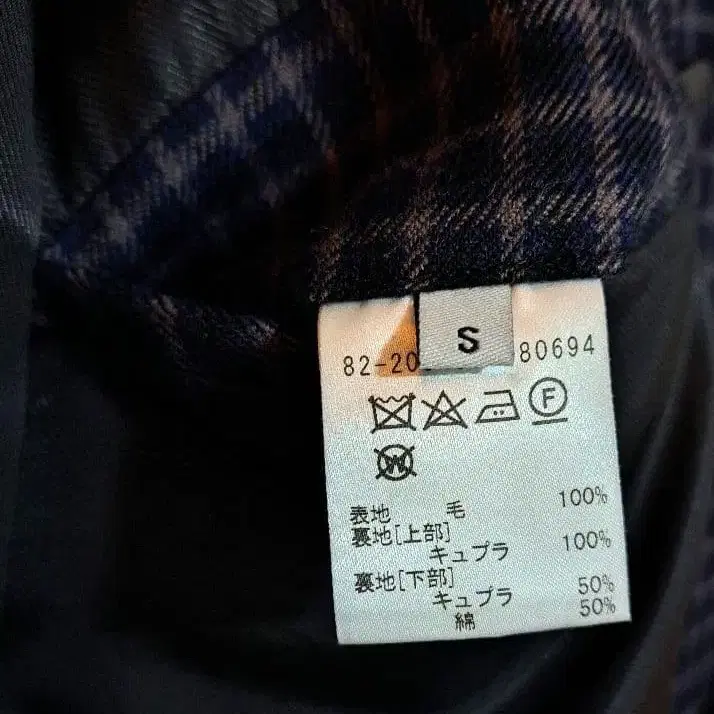 S
82-20 80694
F
W
表地 毛 100%
裏地[上部]
キュプラ 100%
裏地[下部]
キュプラ 50%
綿 50%